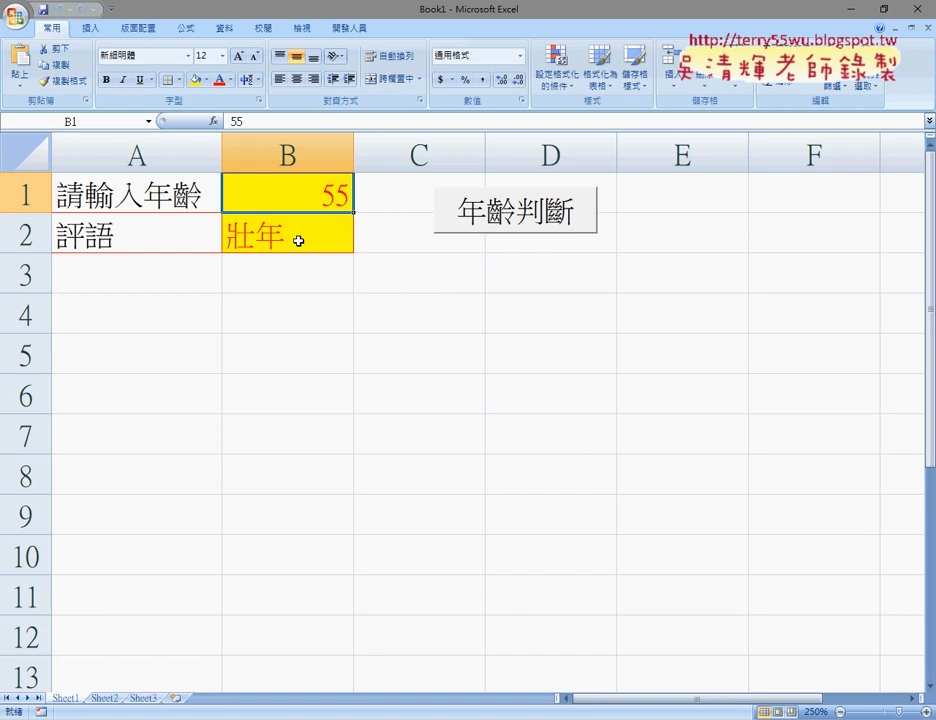 Book1 - Microsoft Excel
常用 插入 版面配置 公式 資料 校閱 檢視 開發人員
http://terry55wu.blogspot.tw
吳清輝老師錄製
貼上
剪下
複製
複製格式
新細明體 12
通用格式
自動換列
跨欄置中
設定格式化的條件
格式化為表格
儲存格樣式
篩選
選取
剪貼簿 字型 對齊方式 數值 樣式 儲存格 編輯
B1 fx 55
A B C D E F
1 請輸入年齡 55
年齡判斷
2 評語 壯年
3
4
5
6
7
8
9
10
11
12
13
Sheet1 Sheet2 Sheet3
就緒 250%